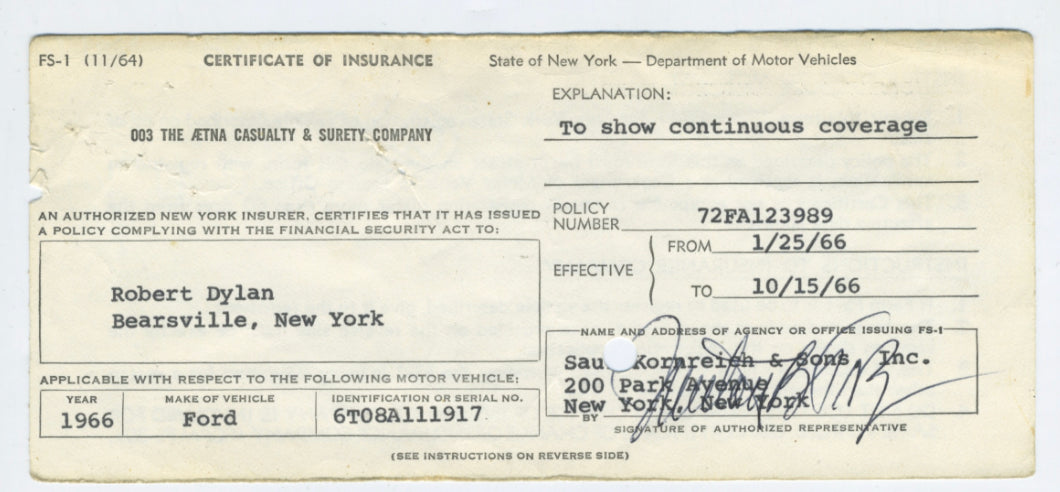 FS-1 (11/64) CERTIFICATE OF INSURANCE State of New York — Department of Motor Vehicles
003 THE ÆTNA CASUALTY & SURETY COMPANY
AN AUTHORIZED NEW YORK INSURER, CERTIFIES THAT IT HAS ISSUED
A POLICY COMPLYING WITH THE FINANCIAL SECURITY ACT TO:
Robert Dylan
Bearsville, New York
APPLICABLE WITH RESPECT TO THE FOLLOWING MOTOR VEHICLE:
YEAR MAKE OF VEHICLE IDENTIFICATION OR SERIAL NO.
1966 Ford 6T08A111917
EXPLANATION:
To show continuous coverage
POLICY
NUMBER 72FA123989
EFFECTIVE
FROM 1/25/66
TO 10/15/66
NAME AND ADDRESS OF AGENCY OR OFFICE ISSUING FS-1
Sau Kornreich & Sons, Inc.
200 Park Avenue
New York, New York
BY
SIGNATURE OF AUTHORIZED REPRESENTATIVE
(SEE INSTRUCTIONS ON REVERSE SIDE)